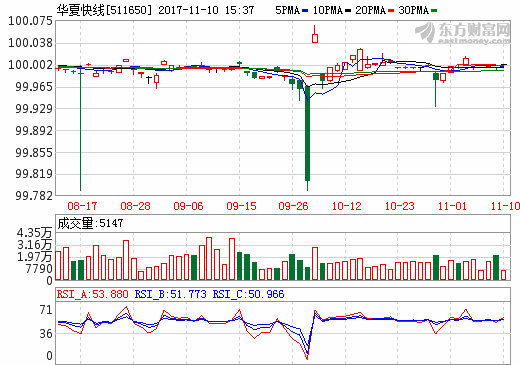 华夏快线[511650] 2017-11-10 15:37 5PMA 10PMA 20PMA 30PMA
东方财富网
eastmoney.com
100.075
100.038
100.002
99.965
99.929
99.892
99.855
99.819
99.782
08-17 08-28 09-06 09-15 09-26 10-12 10-23 11-01 11-10
成交量:5147
4.35万
3.16万
1.97万
7790
0
RSI_A:53.880 RSI_B:51.773 RSI_C:50.966
71
36
0